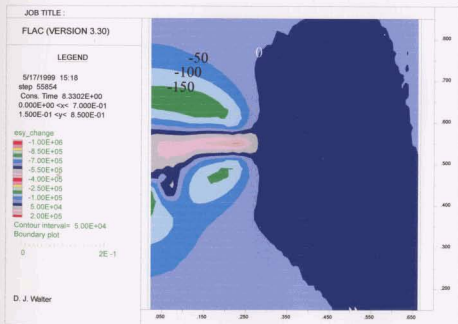 JOB TITLE :
FLAC (VERSION 3.30)
LEGEND
5/17/1999 15:18
step 55854
Cons. Time 8.3302E+00
0.000E+00 <x< 7.000E-01
1.500E-01 <y< 8.500E-01
esy_change
-1.00E+06
-8.50E+05
-7.00E+05
-5.50E+05
-4.00E+05
-2.50E+05
-1.00E+05
5.00E+04
2.00E+05
Contour interval= 5.00E+04
Boundary plot
0 2E -1
D. J. Walter
-50
-100
-150
0
.800
.700
.600
.500
.400
.300
.200
.050 .150 .250 .350 .450 .550 .650